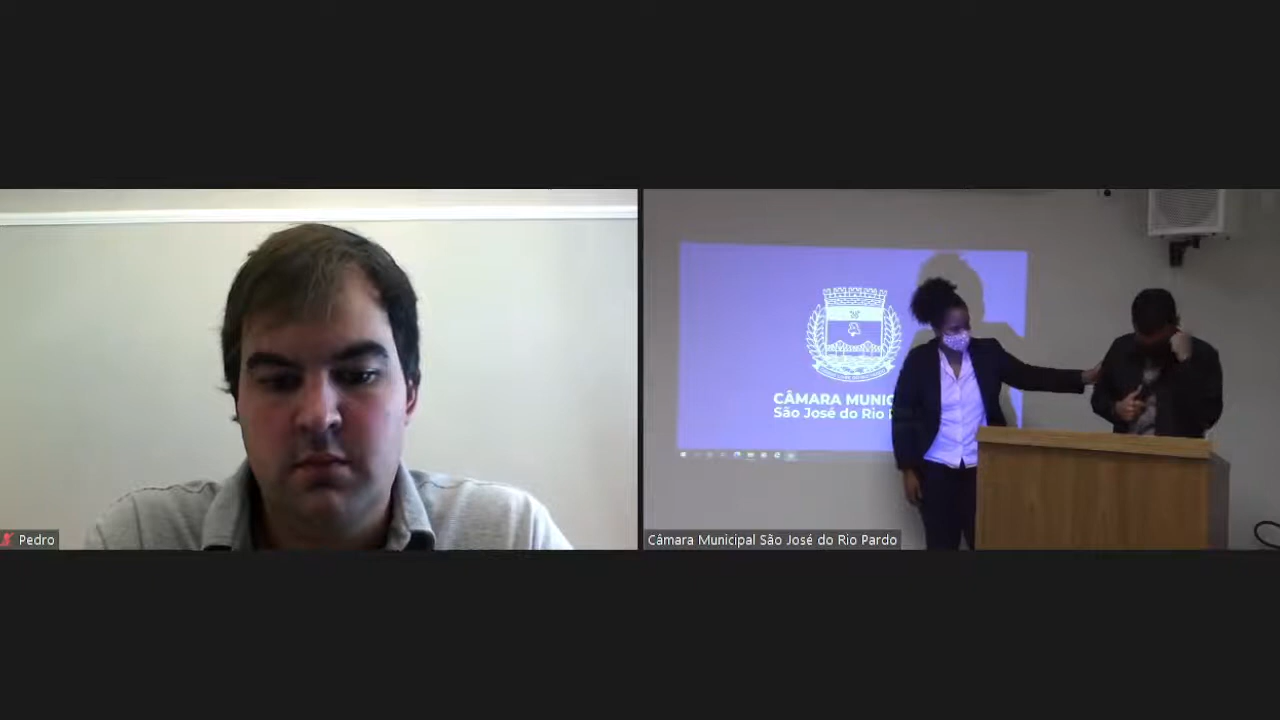 CÂMARA MUNIC
São José do Rio P
Pedro
Câmara Municipal São José do Rio Pardo